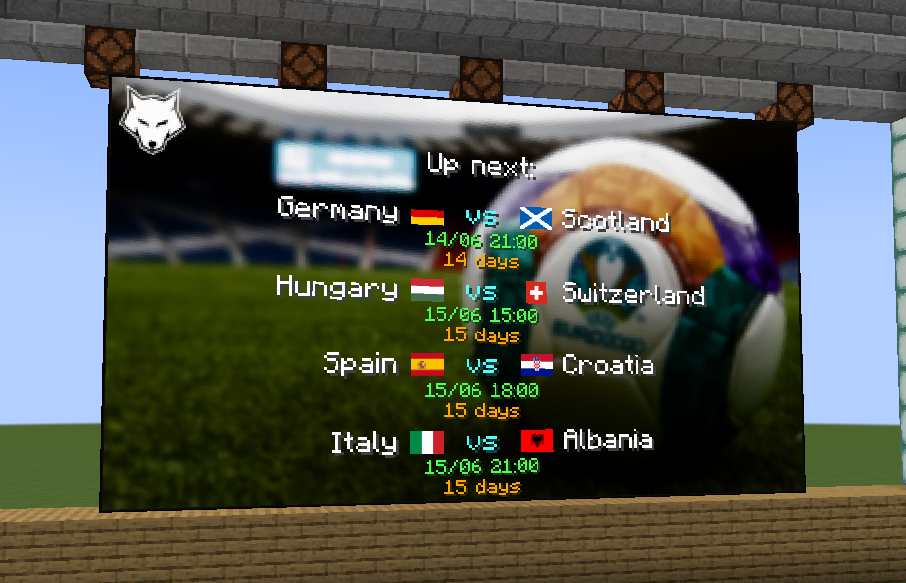 Up next:
Germany vs Scotland
14/06 21:00
14 days
Hungary vs Switzerland
15/06 15:00
15 days
Spain vs Croatia
15/06 18:00
15 days
Italy vs Albania
15/06 21:00
15 days
EURO2020